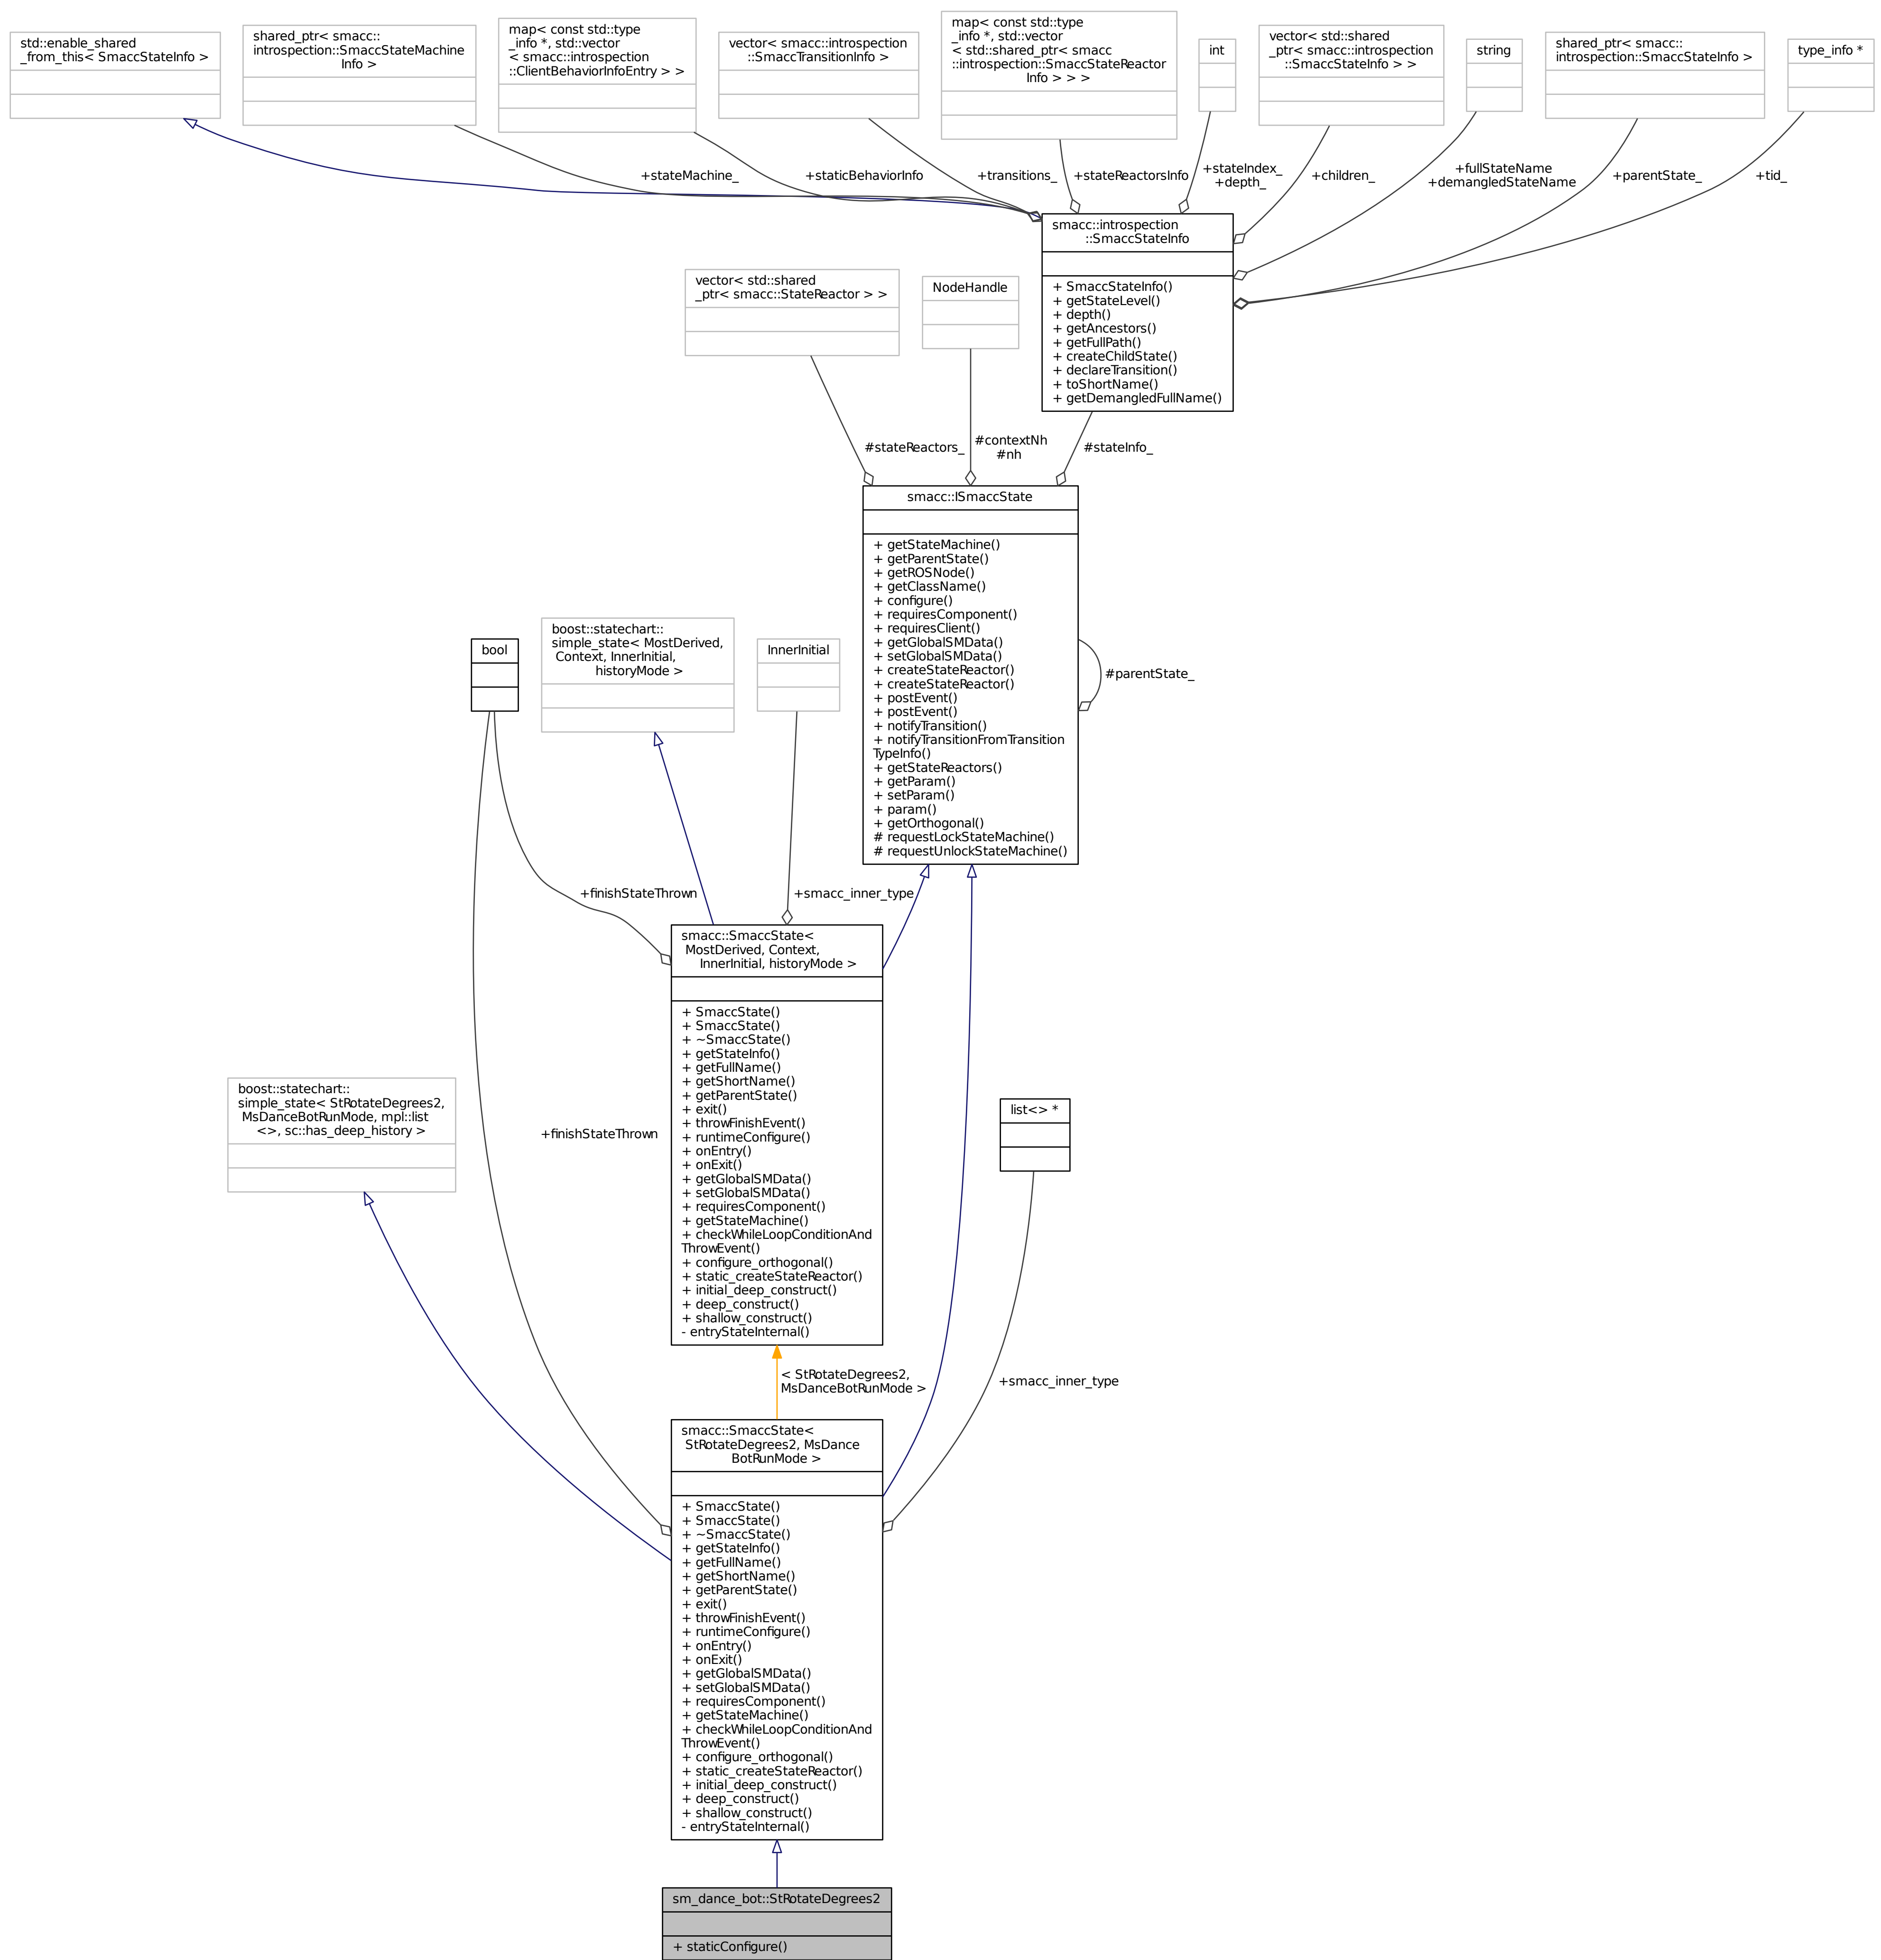 std::enable_shared
_from_this< SmaccStateInfo >
shared_ptr< smacc::
introspection::SmaccStateMachine
Info >
map< const std::type
_info *, std::vector
< smacc::introspection
::ClientBehaviorInfoEntry > >
vector< smacc::introspection
::SmaccTransitionInfo >
map< const std::type
_info *, std::vector
< std::shared_ptr< smacc
::introspection::SmaccStateReactor
Info > > >
int
vector< std::shared
_ptr< smacc::introspection
::SmaccStateInfo > >
string
shared_ptr< smacc::
introspection::SmaccStateInfo >
type_info *
+stateMachine_
+staticBehaviorInfo
+transitions_
+stateReactorsInfo
+stateIndex_
+depth_
+children_
+fullStateName
+demangledStateName
+parentState_
+tid_
smacc::introspection
::SmaccStateInfo
+ SmaccStateInfo()
+ getStateLevel()
+ depth()
+ getAncestors()
+ getFullPath()
+ createChildState()
+ declareTransition()
+ toShortName()
+ getDemangledFullName()
vector< std::shared
_ptr< smacc::StateReactor > >
NodeHandle
#stateReactors_
#contextNh
#nh
#stateInfo_
smacc::ISmaccState
+ getStateMachine()
+ getParentState()
+ getROSNode()
+ getClassName()
+ configure()
+ requiresComponent()
+ requiresClient()
+ getGlobalSMData()
+ setGlobalSMData()
+ createStateReactor()
+ createStateReactor()
+ postEvent()
+ postEvent()
+ notifyTransition()
+ notifyTransitionFromTransition
TypeInfo()
+ getStateReactors()
+ getParam()
+ setParam()
+ param()
+ getOrthogonal()
# requestLockStateMachine()
# requestUnlockStateMachine()
#parentState_
bool
boost::statechart::
simple_state< MostDerived,
Context, InnerInitial,
historyMode >
InnerInitial
+finishStateThrown
+smacc_inner_type
smacc::SmaccState<
MostDerived, Context,
InnerInitial, historyMode >
+ SmaccState()
+ SmaccState()
+ ~SmaccState()
+ getStateInfo()
+ getFullName()
+ getShortName()
+ getParentState()
+ exit()
+ throwFinishEvent()
+ runtimeConfigure()
+ onEntry()
+ onExit()
+ getGlobalSMData()
+ setGlobalSMData()
+ requiresComponent()
+ getStateMachine()
+ checkWhileLoopConditionAnd
ThrowEvent()
+ configure_orthogonal()
+ static_createStateReactor()
+ initial_deep_construct()
+ deep_construct()
+ shallow_construct()
- entryStateInternal()
boost::statechart::
simple_state< StRotateDegrees2,
MsDanceBotRunMode, mpl::list
<>, sc::has_deep_history >
+finishStateThrown
list<> *
< StRotateDegrees2,
MsDanceBotRunMode >
+smacc_inner_type
smacc::SmaccState<
StRotateDegrees2, MsDance
BotRunMode >
+ SmaccState()
+ SmaccState()
+ ~SmaccState()
+ getStateInfo()
+ getFullName()
+ getShortName()
+ getParentState()
+ exit()
+ throwFinishEvent()
+ runtimeConfigure()
+ onEntry()
+ onExit()
+ getGlobalSMData()
+ setGlobalSMData()
+ requiresComponent()
+ getStateMachine()
+ checkWhileLoopConditionAnd
ThrowEvent()
+ configure_orthogonal()
+ static_createStateReactor()
+ initial_deep_construct()
+ deep_construct()
+ shallow_construct()
- entryStateInternal()
sm_dance_bot::StRotateDegrees2
+ staticConfigure()